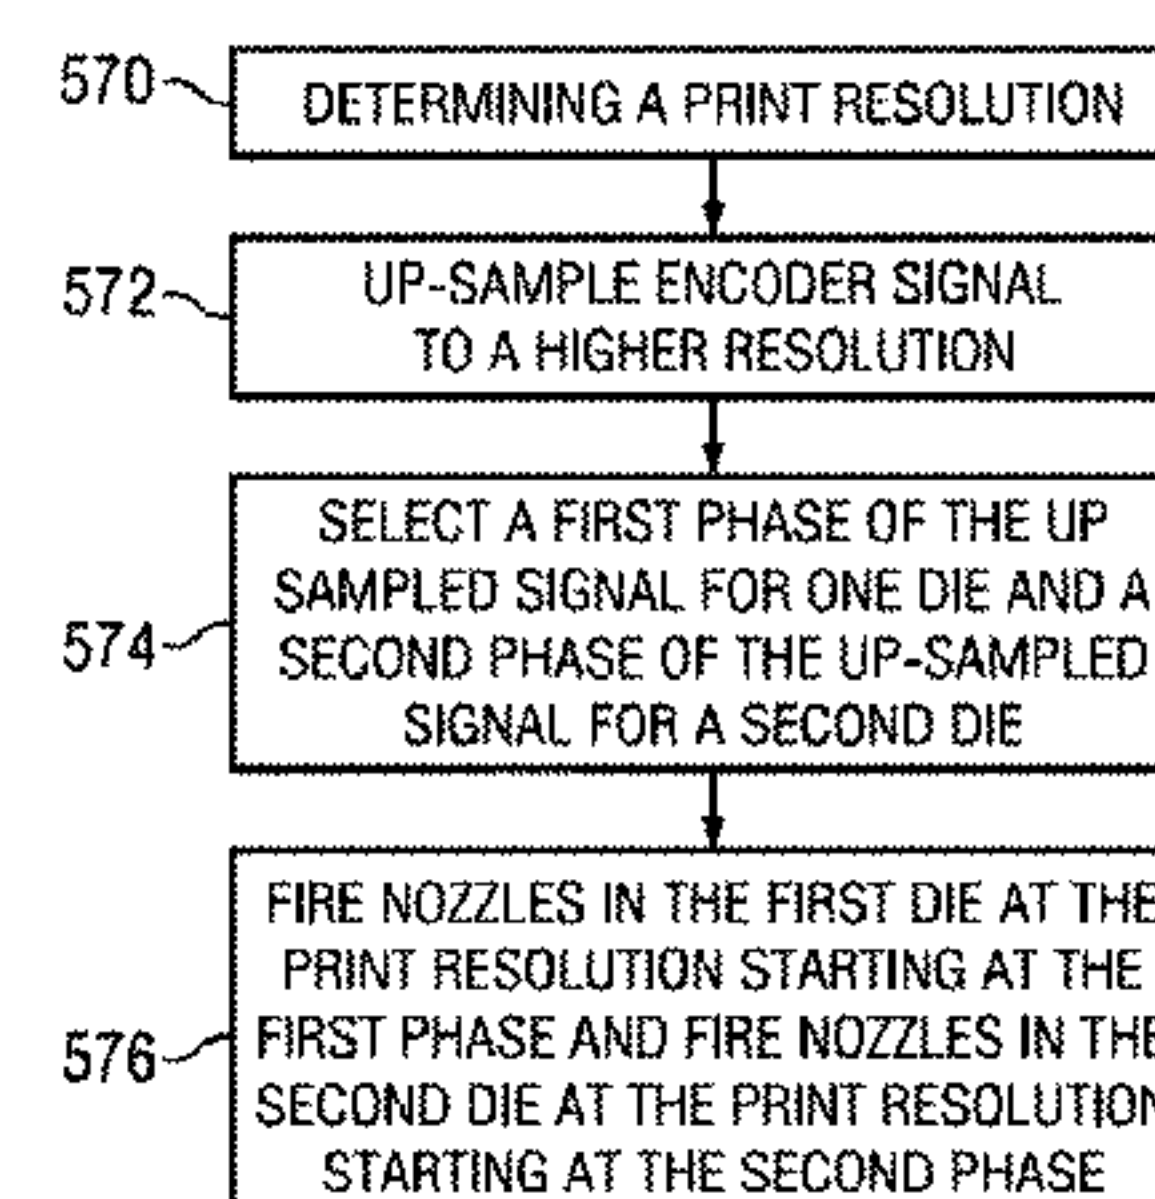 570
DETERMINING A PRINT RESOLUTION
572
UP-SAMPLE ENCODER SIGNAL
TO A HIGHER RESOLUTION
574
SELECT A FIRST PHASE OF THE UP
SAMPLED SIGNAL FOR ONE DIE AND A
SECOND PHASE OF THE UP-SAMPLED
SIGNAL FOR A SECOND DIE
576
FIRE NOZZLES IN THE FIRST DIE AT THE
PRINT RESOLUTION STARTING AT THE
FIRST PHASE AND FIRE NOZZLES IN THE
SECOND DIE AT THE PRINT RESOLUTION
STARTING AT THE SECOND PHASE